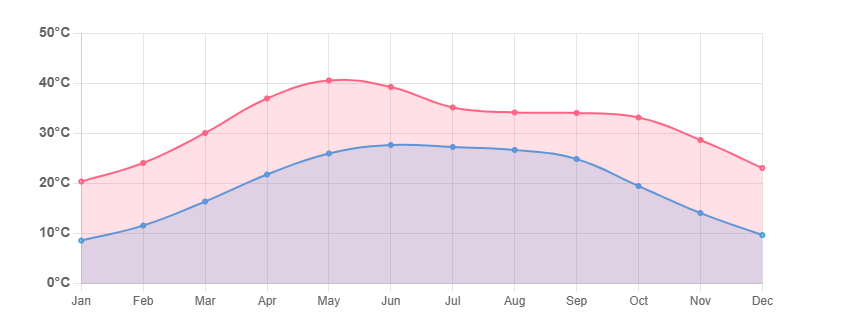 50°C
40°C
30°C
20°C
10°C
0°C
Jan Feb Mar Apr May Jun Jul Aug Sep Oct Nov Dec